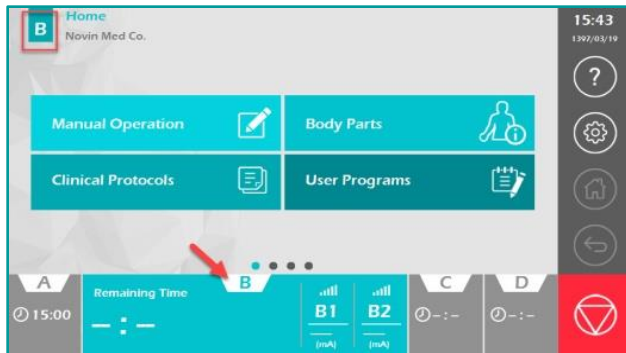 B
Home
Novin Med Co.
15:43
1397/03/19
?
Manual Operation
Body Parts
Clinical Protocols
User Programs
A
15:00
Remaining Time
-:-
B
B1
(mA)
B2
(mA)
C
-:-
D
-:-